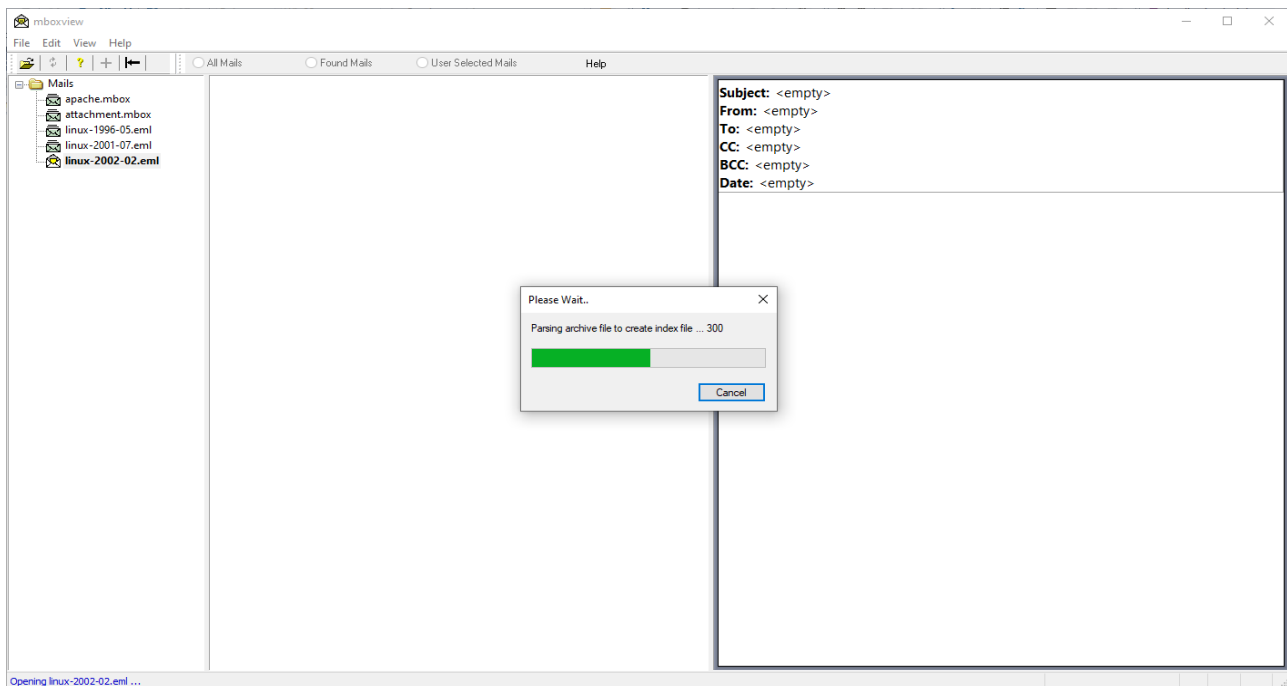 mboxview
File Edit View Help
All Mails Found Mails User Selected Mails Help
Mails
apache.mbox
attachment.mbox
linux-1996-05.eml
linux-2001-07.eml
linux-2002-02.eml
Subject: <empty>
From: <empty>
To: <empty>
CC: <empty>
BCC: <empty>
Date: <empty>
Please Wait..
Parsing archive file to create index file ... 300
Cancel
Opening linux-2002-02.eml ...